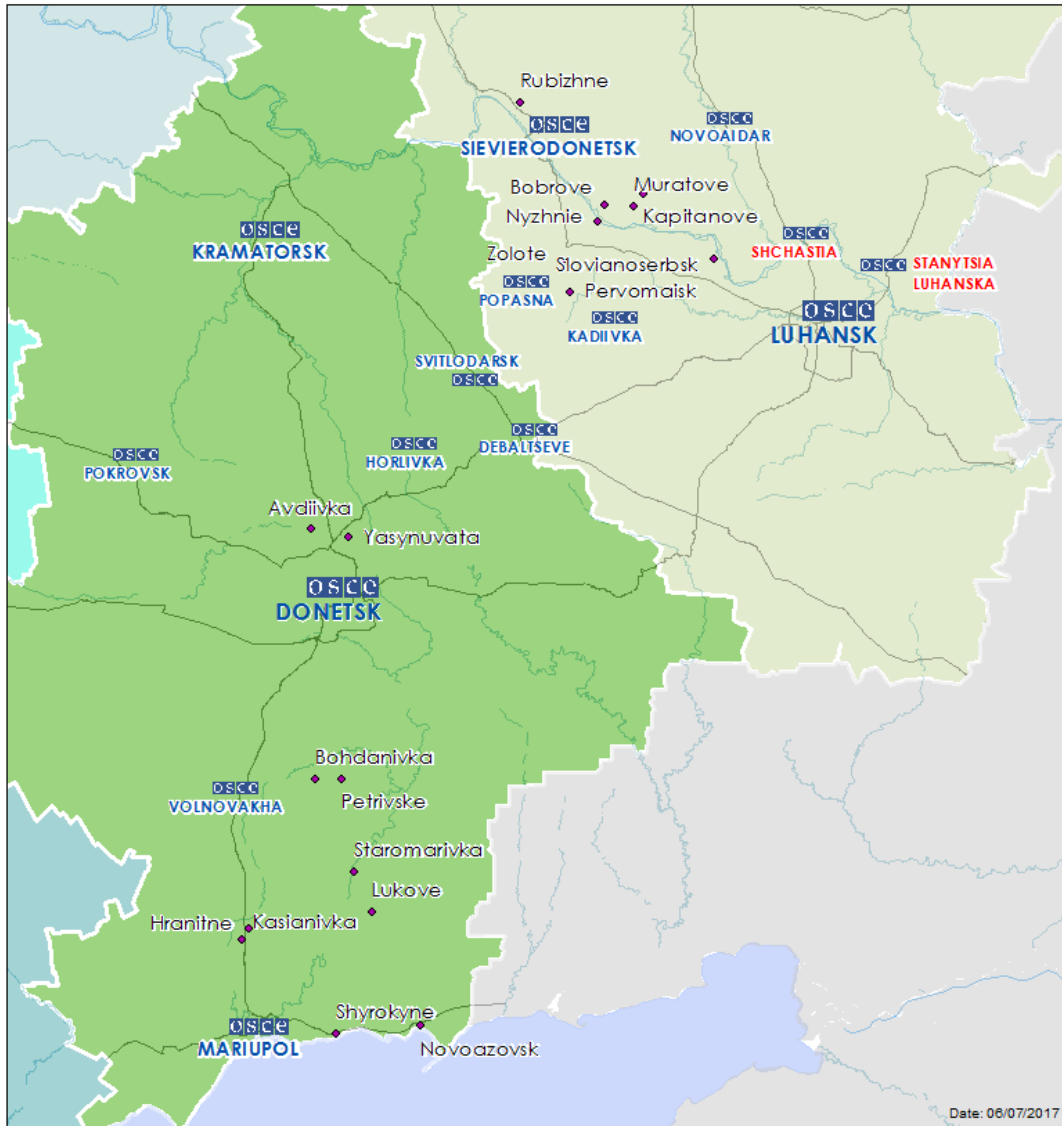 Rubizhne
osce
SIEVIERODONETSK
osce
NOVOAIDAR
Bobrove
Muratove
Nyzhnie
Kapitanove
osce
SHCHASTIA
osce
KRAMATORSK
Zolote
Slovianoserbsk
osce
STANYTSIA
LUHANSKA
osce
POPASNA
Pervomaisk
osce
KADIIVKA
osce
LUHANSK
SVITLODARSK
osce
osce
DEBALTSEVE
osce
HORLIVKA
osce
POKROVSK
Avdiivka
Yasynuvata
osce
DONETSK
Bohdanivka
Petrivske
osce
VOLNOVAKHA
Staromarivka
Lukove
Hranitne
Kasianivka
Shyrokyne
osce
MARIUPOL
Novoazovsk
Date: 06/07/2017